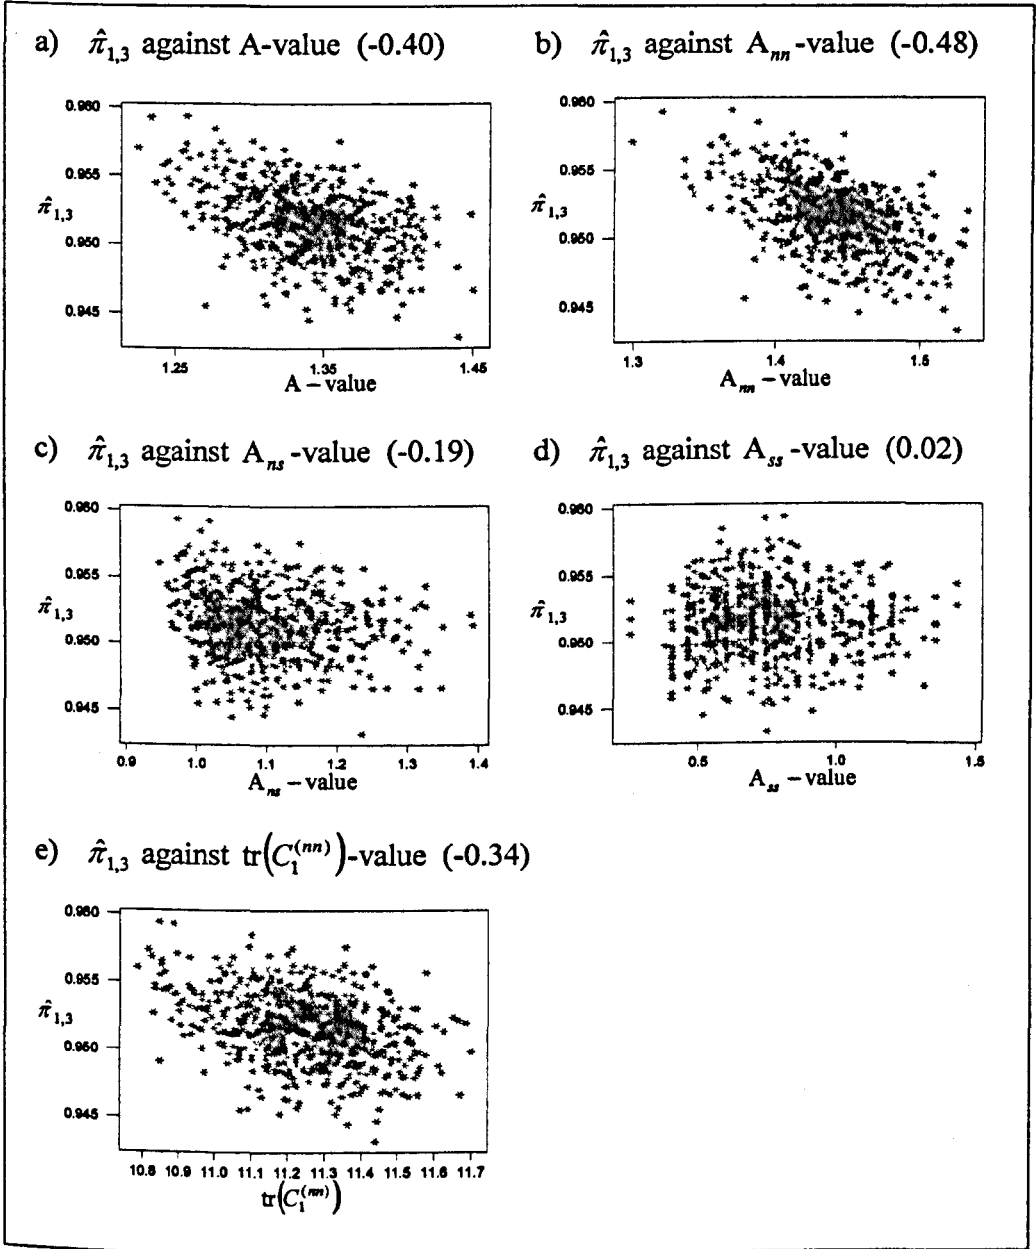 a) π̂1,3 against A-value (-0.40)
0.960
0.955
π̂1,3
0.950
0.945
1.25 1.35 1.45
A – value
b) π̂1,3 against Ann -value (-0.48)
0.960
0.955
π̂1,3
0.950
0.945
1.3 1.4 1.5
Ann – value
c) π̂1,3 against Ans -value (-0.19)
0.960
0.955
π̂1,3
0.950
0.945
0.9 1.0 1.1 1.2 1.3 1.4
Ans – value
d) π̂1,3 against Ass -value (0.02)
0.960
0.955
π̂1,3
0.950
0.945
0.5 1.0 1.5
Ass – value
e) π̂1,3 against tr(C1(nn))-value (-0.34)
0.960
0.955
π̂1,3
0.950
0.945
10.8 10.9 11.0 11.1 11.2 11.3 11.4 11.5 11.6 11.7
tr(C1(nn))